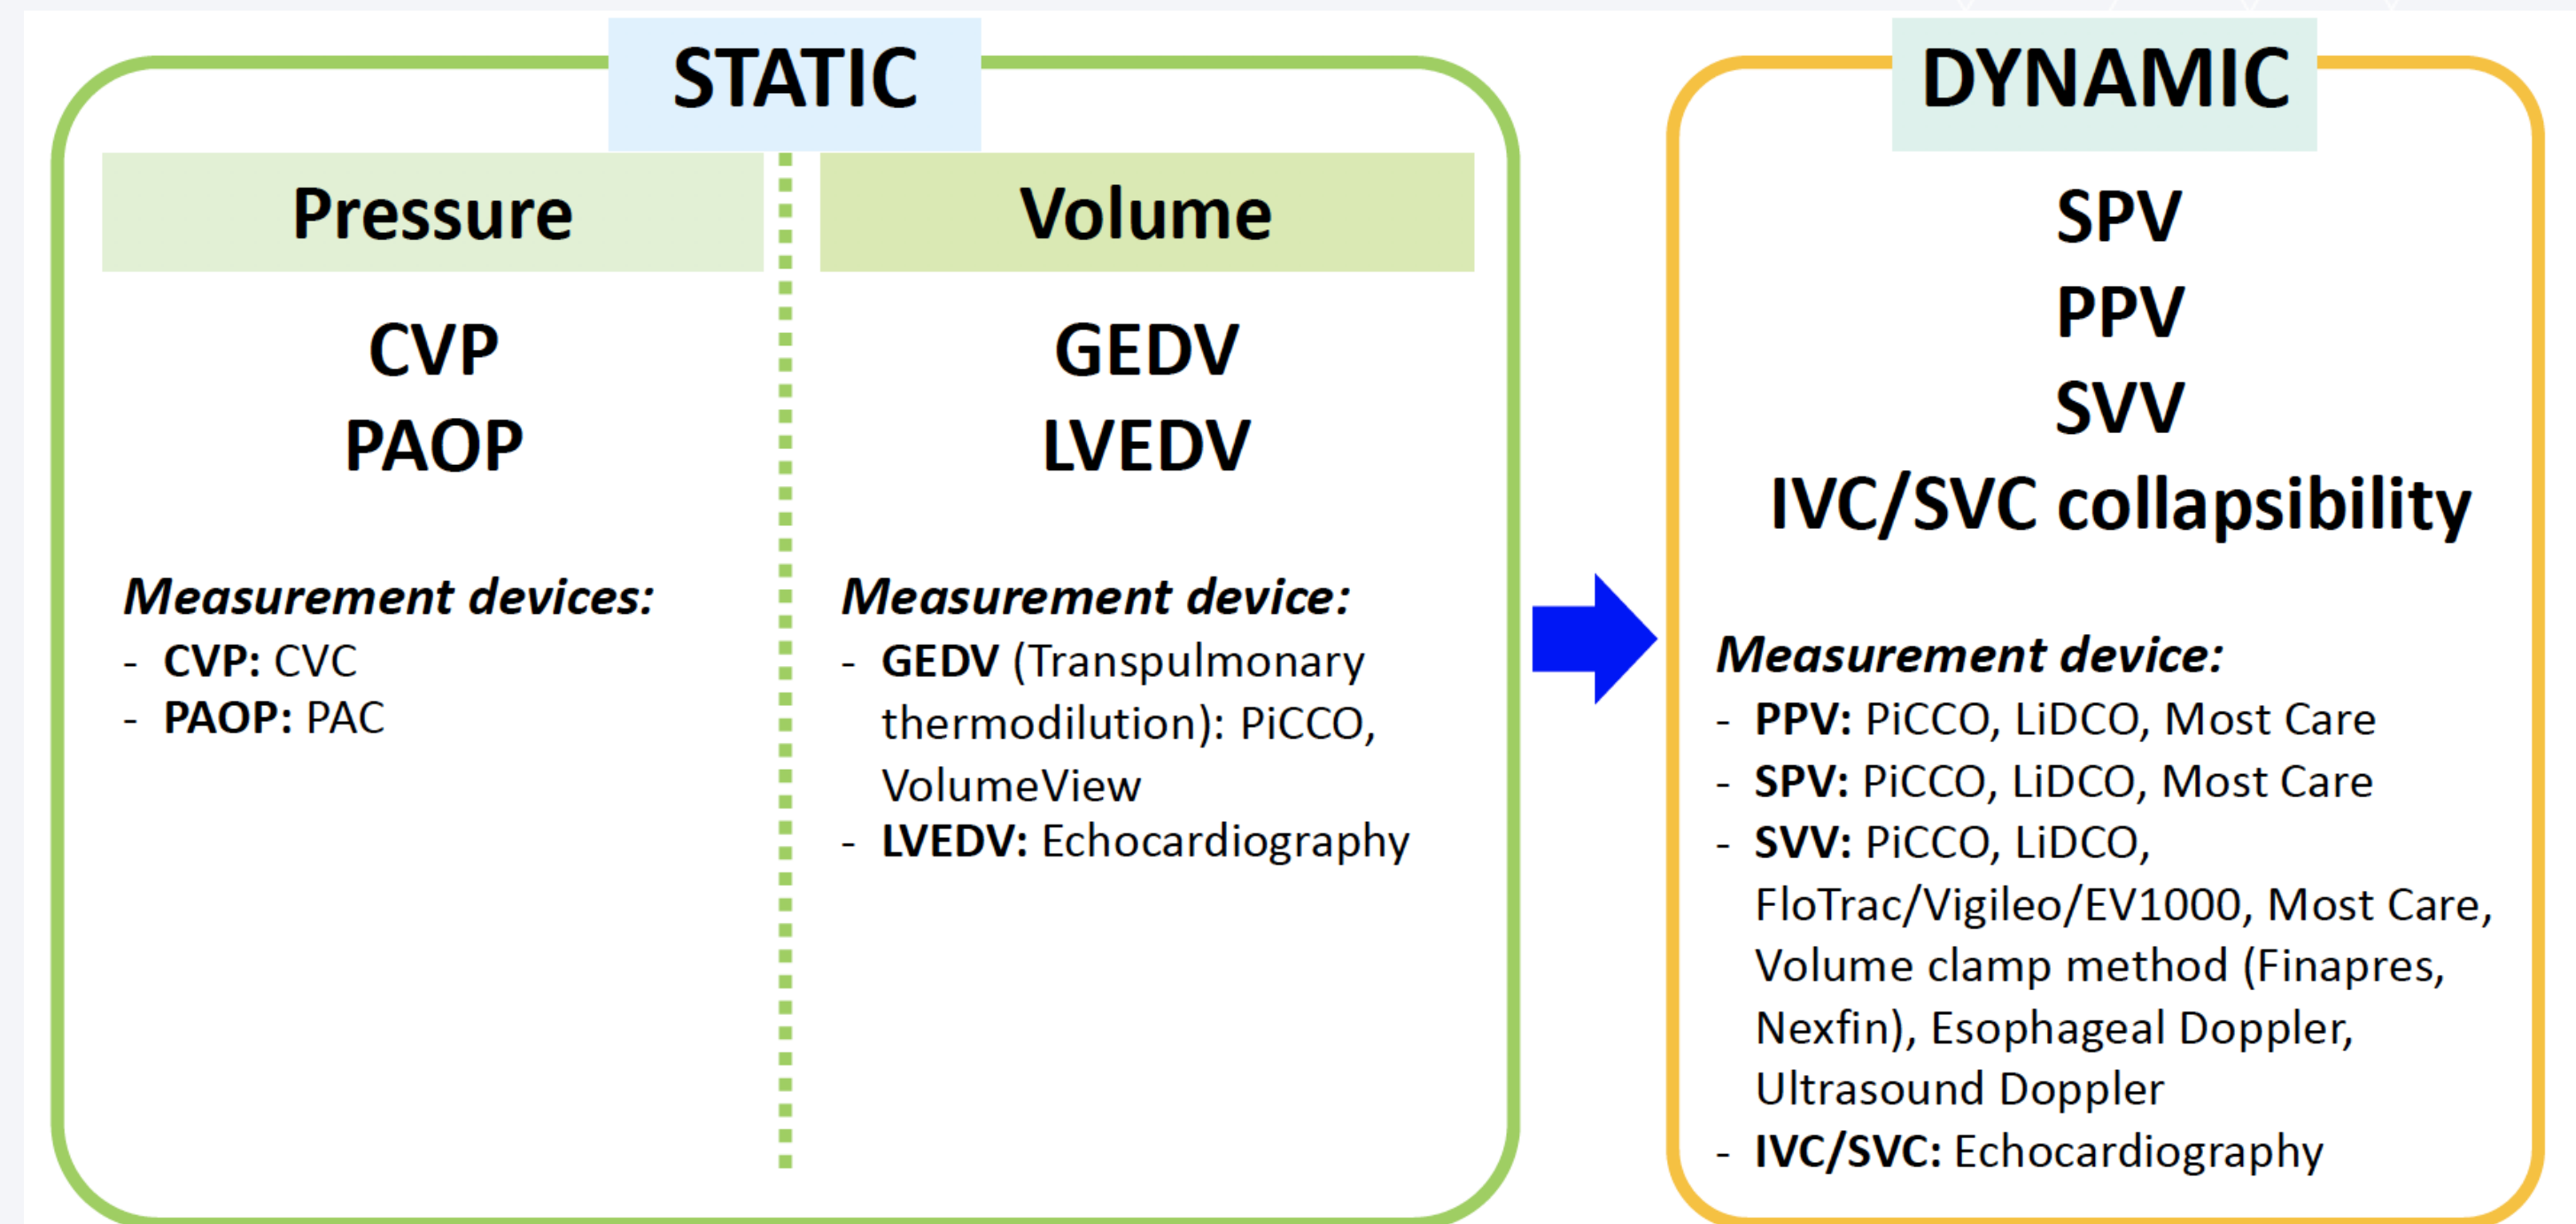 STATIC
Pressure
CVP
PAOP
Measurement devices:
- CVP: CVC
- PAOP: PAC
Volume
GEDV
LVEDV
Measurement device:
- GEDV (Transpulmonary
thermodilution): PiCCO,
VolumeView
- LVEDV: Echocardiography
DYNAMIC
SPV
PPV
SVV
IVC/SVC collapsibility
Measurement device:
- PPV: PiCCO, LiDCO, Most Care
- SPV: PiCCO, LiDCO, Most Care
- SVV: PiCCO, LiDCO,
FloTrac/Vigileo/EV1000, Most Care,
Volume clamp method (Finapres,
Nexfin), Esophageal Doppler,
Ultrasound Doppler
- IVC/SVC: Echocardiography